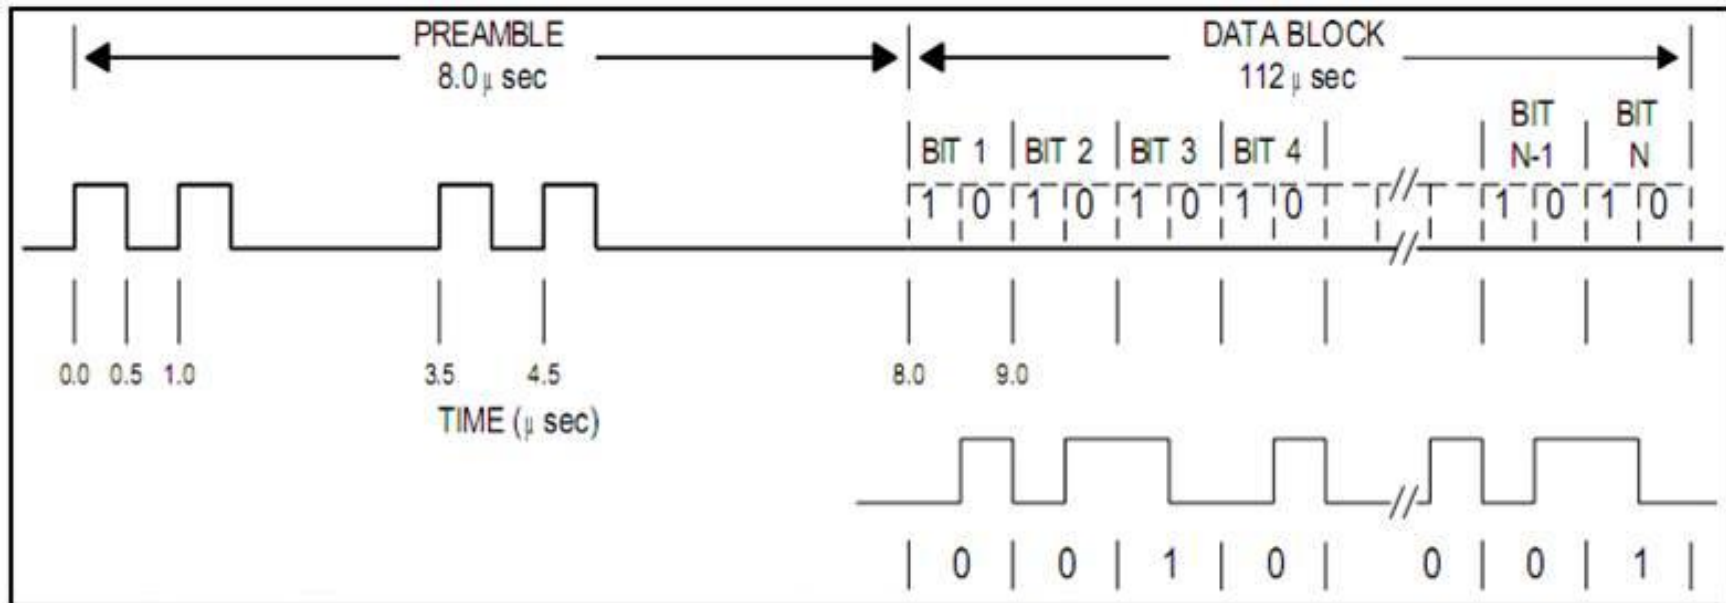 PREAMBLE DATA BLOCK
8.0 μ sec 112 μ sec
BIT 1 BIT 2 BIT 3 BIT 4 BIT N-1 BIT N
1 0 1 0 1 0 1 0 // 1 0 1 0
//
0.0 0.5 1.0 3.5 4.5 8.0 9.0
TIME (μ sec)
//
0 0 1 0 0 0 1